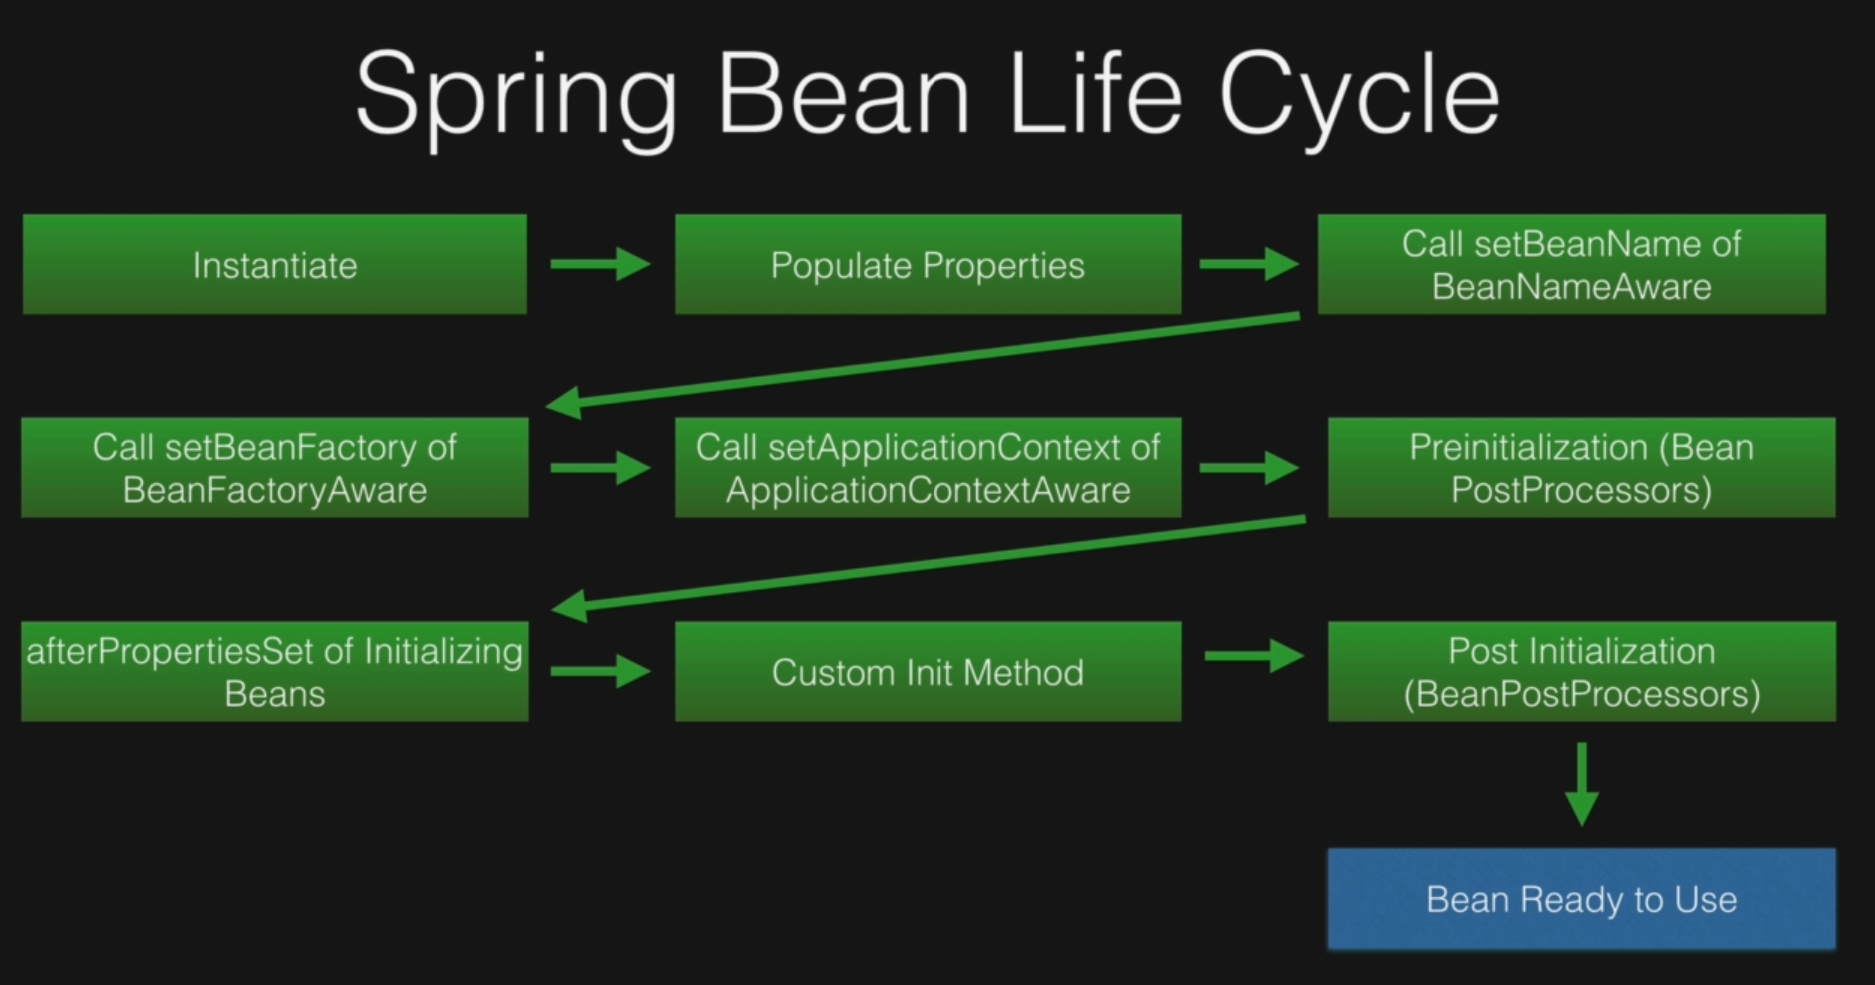 Spring Bean Life Cycle
Instantiate
Populate Properties
Call setBeanName of
BeanNameAware
Call setBeanFactory of
BeanFactoryAware
Call setApplicationContext of
ApplicationContextAware
Preinitialization (Bean
PostProcessors)
afterPropertiesSet of Initializing
Beans
Custom Init Method
Post Initialization
(BeanPostProcessors)
Bean Ready to Use